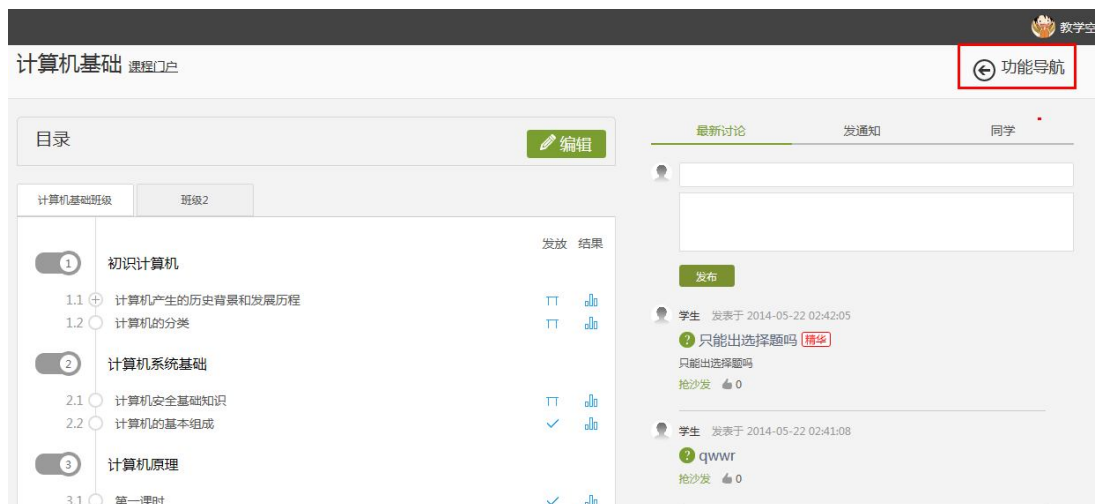 教学空
计算机基础 课程门户
功能导航
目录
编辑
计算机基础班级 班级2
发放 结果
1 初识计算机
1.1 计算机产生的历史背景和发展历程
1.2 计算机的分类
2 计算机系统基础
2.1 计算机安全基础知识
2.2 计算机的基本组成
3 计算机原理
3.1 第一课时
最新讨论 发通知 同学
发布
学生 发表于 2014-05-22 02:42:05
? 只能出选择题吗 精华
只能出选择题吗
抢沙发 0
学生 发表于 2014-05-22 02:41:08
? qwwr
抢沙发 0